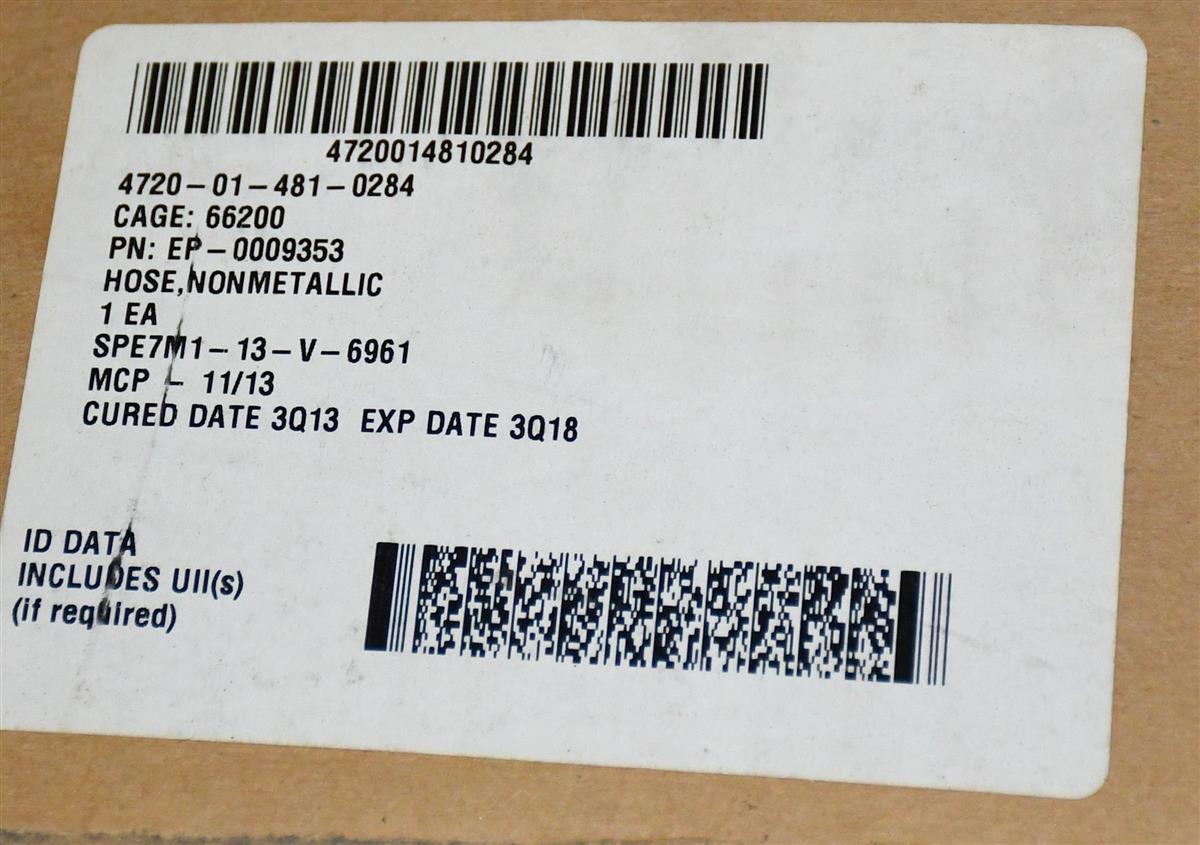 4720014810284
4720-01-481-0284
CAGE: 66200
PN: EP-0009353
HOSE,NONMETALLIC
1 EA
SPE7M1-13-V-6961
MCP - 11/13
CURED DATE 3Q13 EXP DATE 3Q18
ID DATA
INCLUDES UII(s)
(if required)